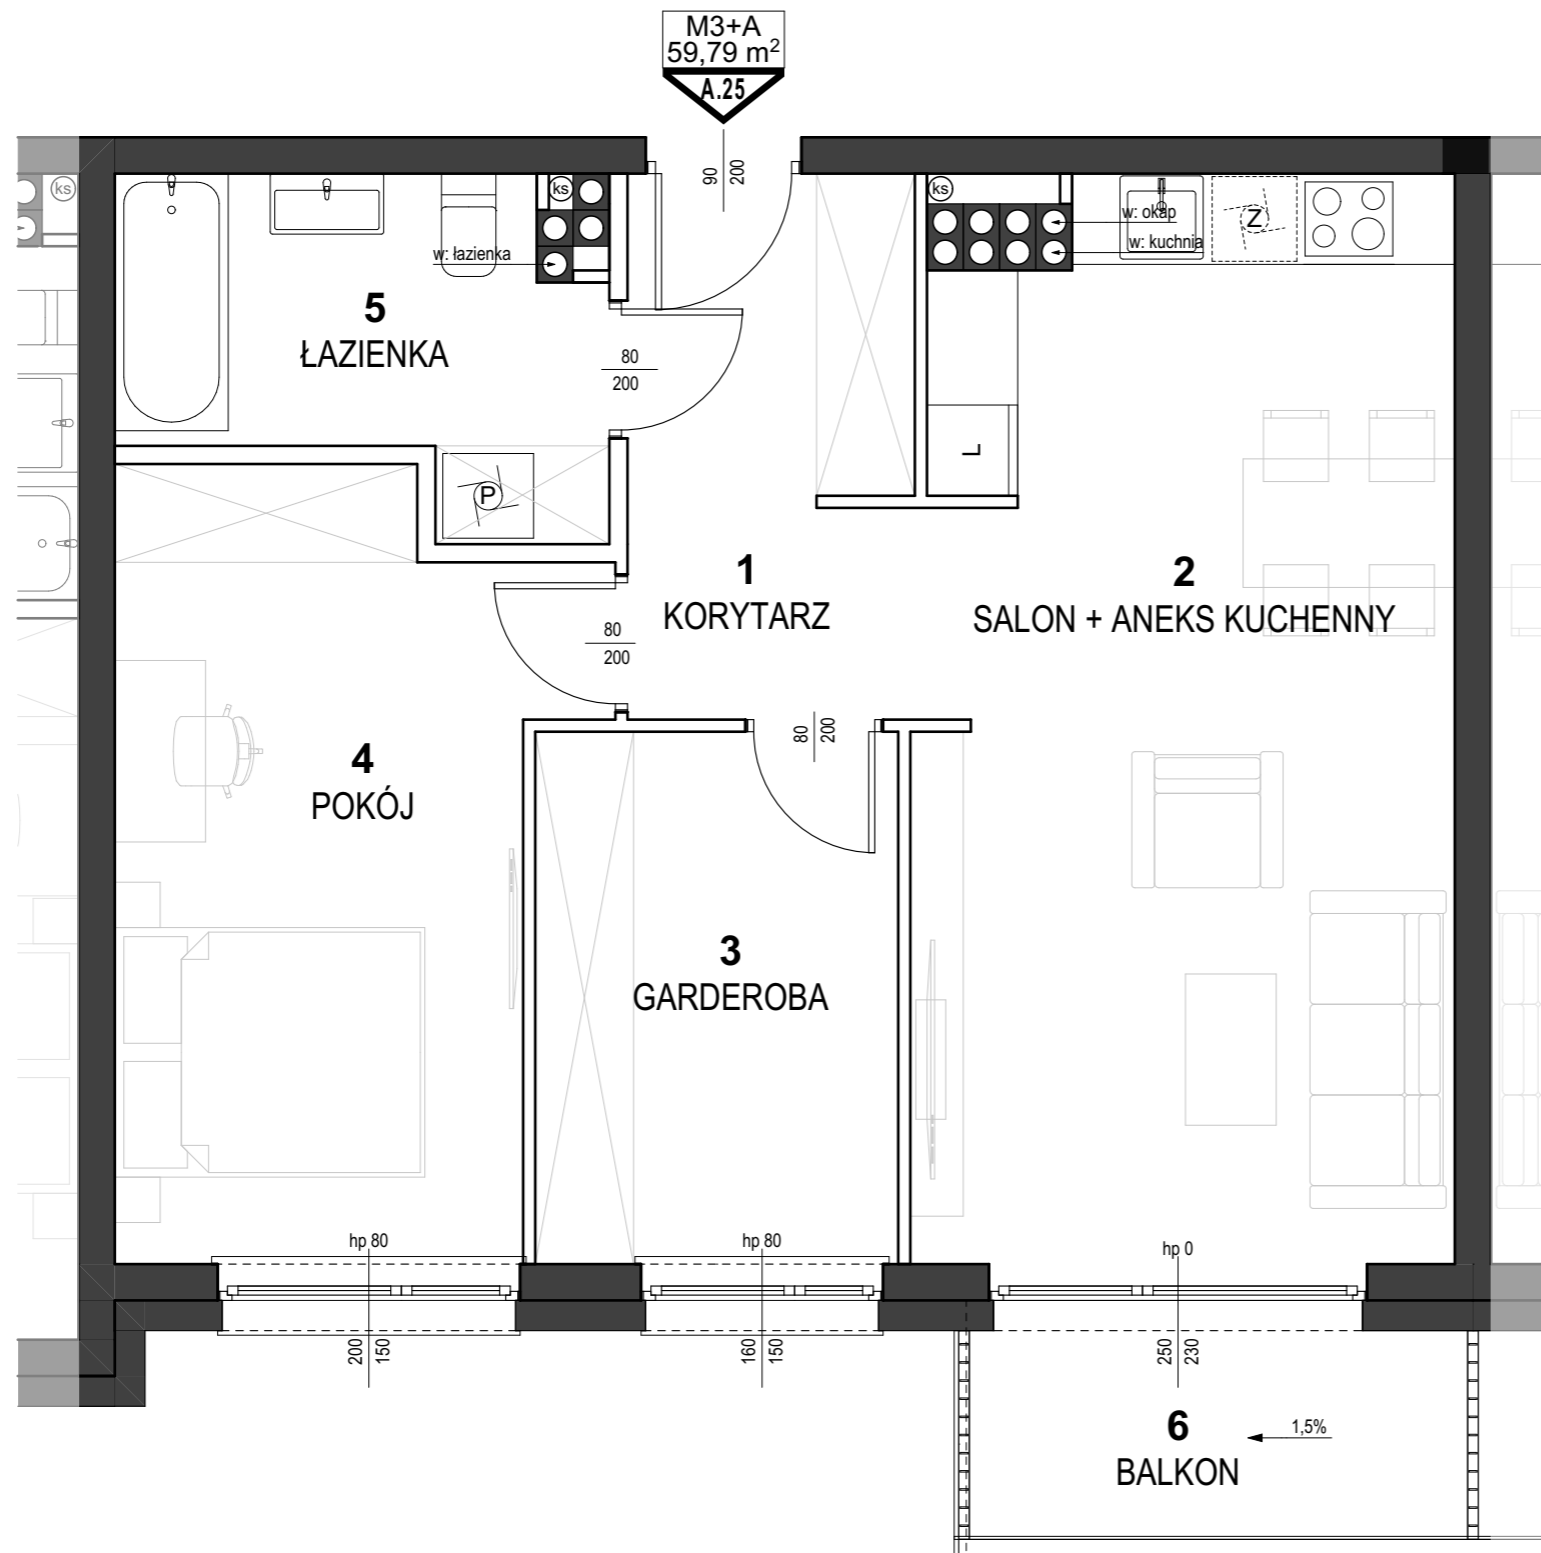 M3+A
59,79 m²
A.25
90
200
ks
ks
ks
w: okap
w: kuchnia
Z
w: łazienka
5
ŁAZIENKA
80
200
L
P
1
KORYTARZ
2
SALON + ANEKS KUCHENNY
80
200
80
200
4
POKÓJ
3
GARDEROBA
hp 80
hp 80
hp 0
200
150
160
150
250
230
6
BALKON
1,5%